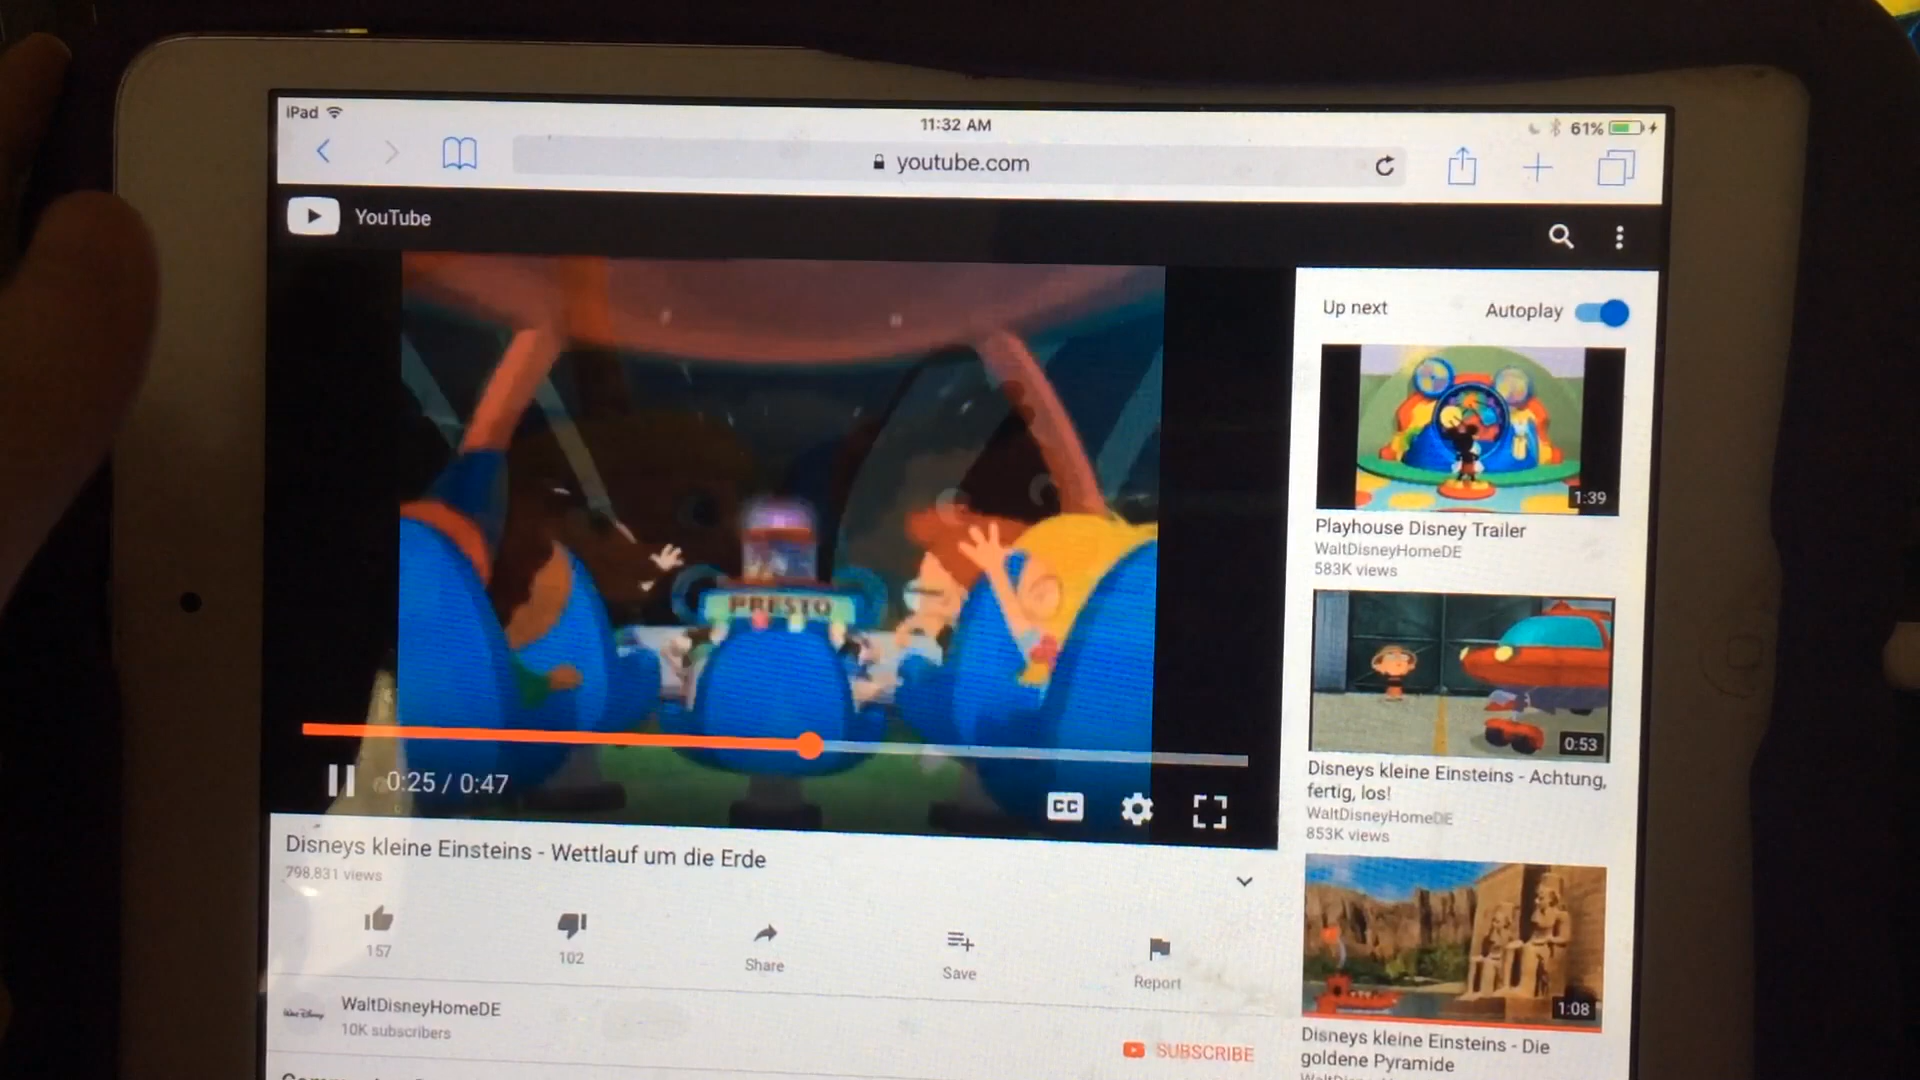 iPad
11:32 AM
61%
youtube.com
YouTube
Up next
Autoplay
PRESTO
1:39
Playhouse Disney Trailer
WaltDisneyHomeDE
583K views
0:53
Disneys kleine Einsteins - Achtung,
fertig, los!
WaltDisneyHomeDE
853K views
1:08
Disneys kleine Einsteins - Die
goldene Pyramide
0:25 / 0:47
CC
Disneys kleine Einsteins - Wettlauf um die Erde
798,831 views
157
102
Share
Save
Report
Walt Disney
WaltDisneyHomeDE
10K subscribers
SUBSCRIBE